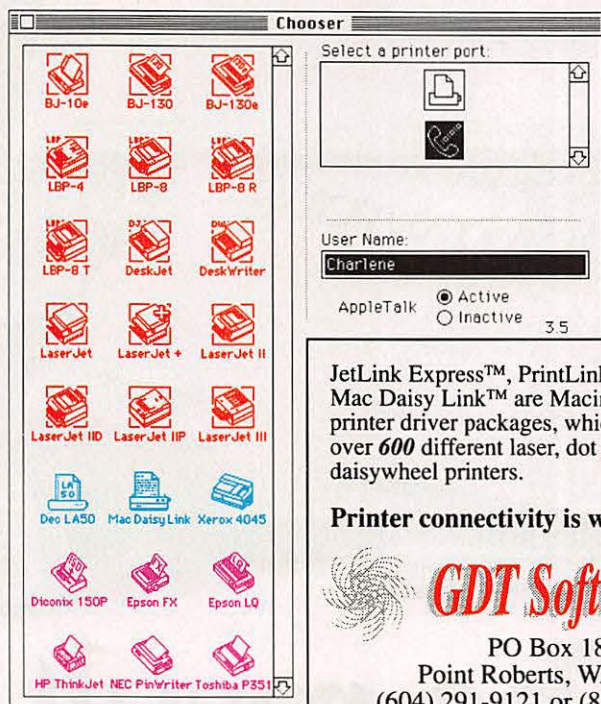 Chooser
BJ-10e BJ-130 BJ-130e
LBP-4 LBP-8 LBP-8 R
LBP-8 T DeskJet DeskWriter
LaserJet LaserJet + LaserJet II
LaserJet IID LaserJet IIP LaserJet III
Dec LA50 Mac Daisy Link Xerox 4045
Diconix 150P Epson FX Epson LQ
HP ThinkJet NEC PinWriter Toshiba P351
Select a printer port:
User Name:
Charlene
AppleTalk
Active
Inactive
3.5
JetLink Express™, PrintLink
Mac Daisy Link™ are Macin
printer driver packages, whic
over 600 different laser, dot
daisywheel printers.
Printer connectivity is w
GDT Soft
PO Box 18
Point Roberts, W
(604) 291-9121 or (8